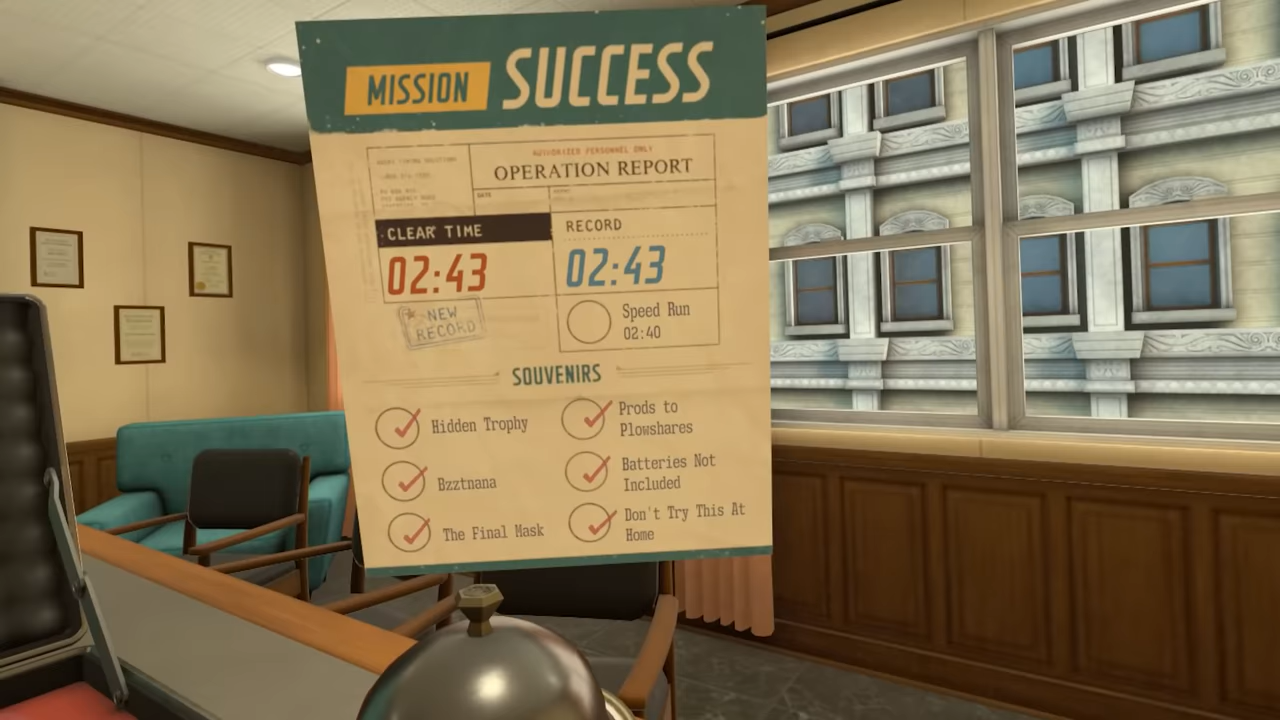 MISSION SUCCESS
AUTHORIZED PERSONNEL ONLY
OPERATION REPORT
DATE
CLEAR TIME
RECORD
02:43
02:43
NEW
RECORD
Speed Run
02:40
SOUVENIRS
Hidden Trophy
Prods to
Plowshares
Bzztnana
Batteries Not
Included
The Final Mask
Don't Try This At
Home